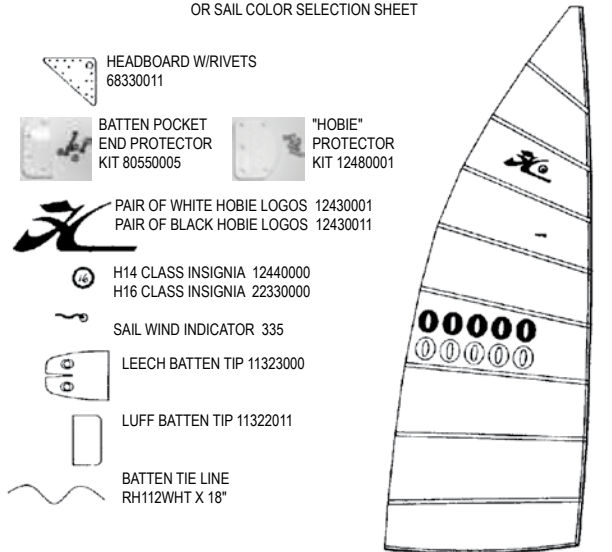 OR SAIL COLOR SELECTION SHEET
HEADBOARD W/RIVETS
68330011
BATTEN POCKET
END PROTECTOR
KIT 80550005
"HOBIE"
PROTECTOR
KIT 12480001
PAIR OF WHITE HOBIE LOGOS 12430001
PAIR OF BLACK HOBIE LOGOS 12430011
16
H14 CLASS INSIGNIA 12440000
H16 CLASS INSIGNIA 22330000
SAIL WIND INDICATOR 335
LEECH BATTEN TIP 11323000
LUFF BATTEN TIP 11322011
BATTEN TIE LINE
RH112WHT X 18"
00000
00000